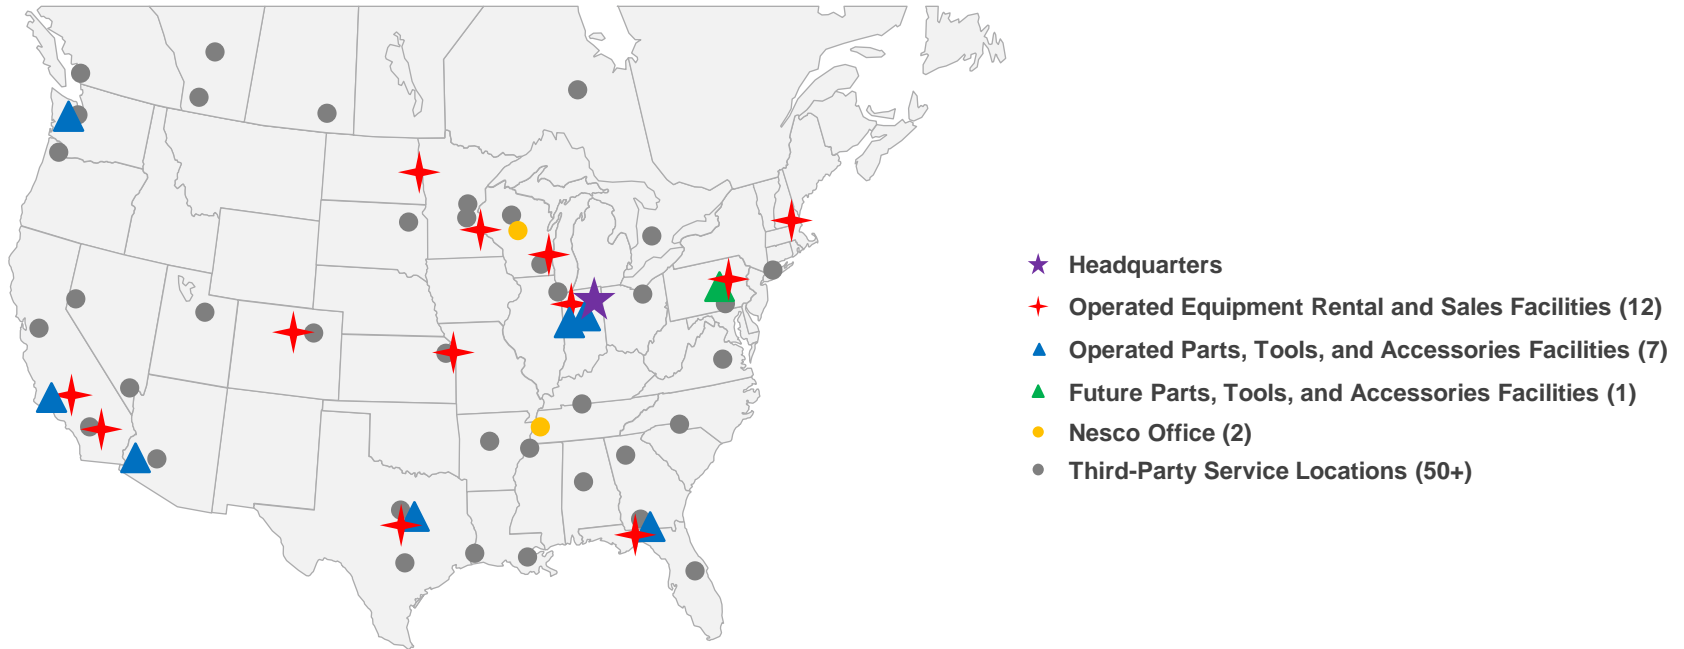 Headquarters
Operated Equipment Rental and Sales Facilities (12)
Operated Parts, Tools, and Accessories Facilities (7)
Future Parts, Tools, and Accessories Facilities (1)
Nesco Office (2)
Third-Party Service Locations (50+)